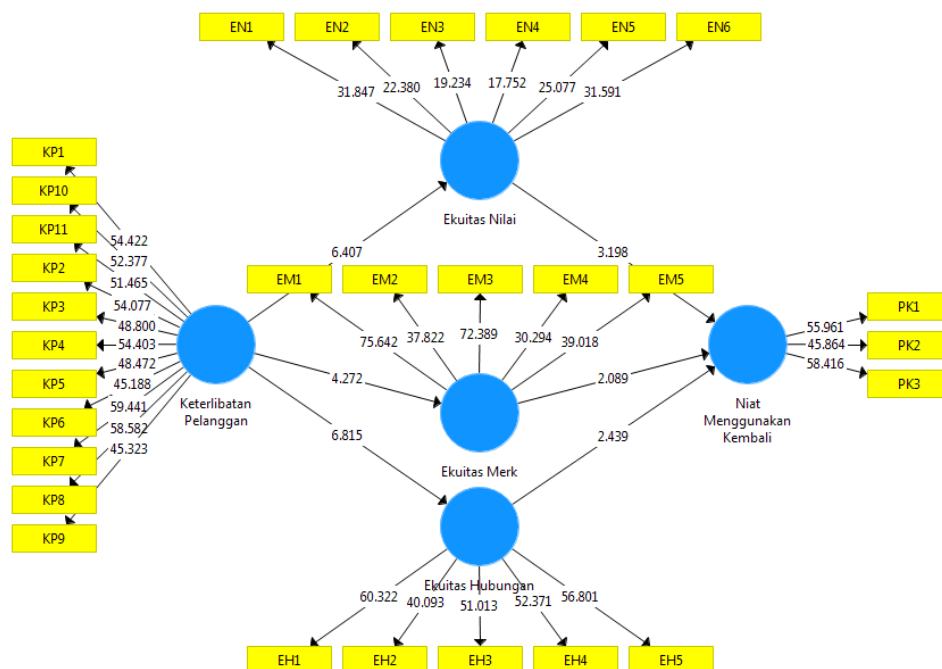 EN1 EN2 EN3 EN4 EN5 EN6
31.847 22.380 19.234 17.752 25.077 31.591
Ekuitas Nilai
KP1
KP10
KP11
KP2
KP3
KP4
KP5
KP6
KP7
KP8
KP9
54.422
52.377
51.465
54.077
48.800
54.403
48.472
45.188
59.441
58.582
45.323
Keterlibatan
Pelanggan
6.407
4.272
6.815
EM1 EM2 EM3 EM4 EM5
75.642 37.822 72.389 30.294 39.018
Ekuitas Merk
3.198
2.089
2.439
Niat
Menggunakan
Kembali
55.961
45.864
58.416
PK1
PK2
PK3
Ekuitas Hubungan
60.322 40.093 51.013 52.371 56.801
EH1 EH2 EH3 EH4 EH5